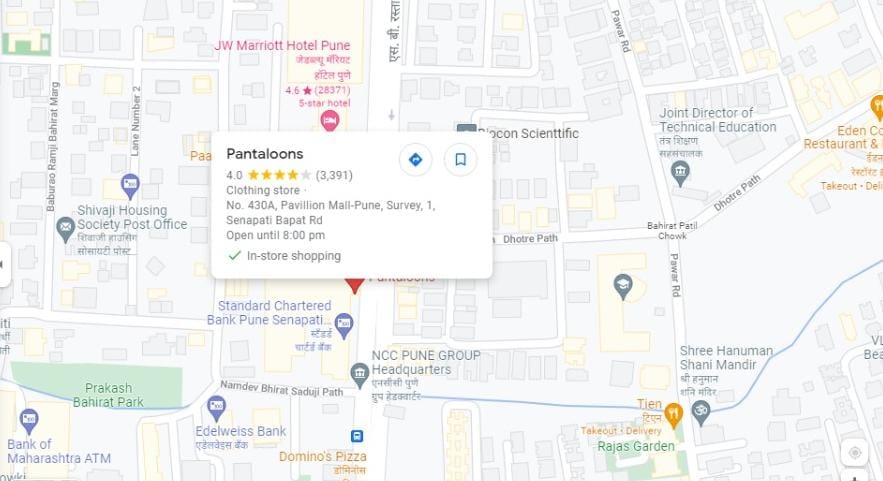 Pawar Rd
एस. बी. रस्ता
JW Marriott Hotel Pune
जेडब्ल्यू मॅरियट
हॉटेल पुणे
4.6 ★ (28371)
5-star hotel
Baburao Ramji Bahirat Marg
Lane Number 2
Biocon Scienttific
Joint Director of
Technical Education
तंत्र शिक्षण
सहसंचालक
Eden Co
Restaurant &
Takeout • Deli
Paa
Pantaloons
4.0 ★★★★★ (3,391)
Clothing store ·
No. 430A, Pavillion Mall-Pune, Survey, 1,
Senapati Bapat Rd
Open until 8:00 pm
✓ In-store shopping
Shivaji Housing
Society Post Office
शिवाजी हाउसिंग
सोसायटी पोस्ट
Dhotre Path
Dhotre Path
Bahirat Patil
Chowk
Pawar Rd
Pantaloons
Standard Chartered
Bank Pune Senapati...
स्टँडर्ड
चार्टर्ड बँक
NCC PUNE GROUP
Headquarters
एनसीसी पुणे
ग्रुप हेडक्वार्टर
Shree Hanuman
Shani Mandir
श्री हनुमान
शनि मंदिर
VL
Bea
Prakash
Bahirat Park
Namdev Bhirat Saduji Path
Tien
टिएन
Takeout • Delivery
Rajas Garden
Edelweiss Bank
एडेलवेइस बँक
Bank of
Maharashtra ATM
Domino's Pizza
डोमिनोस